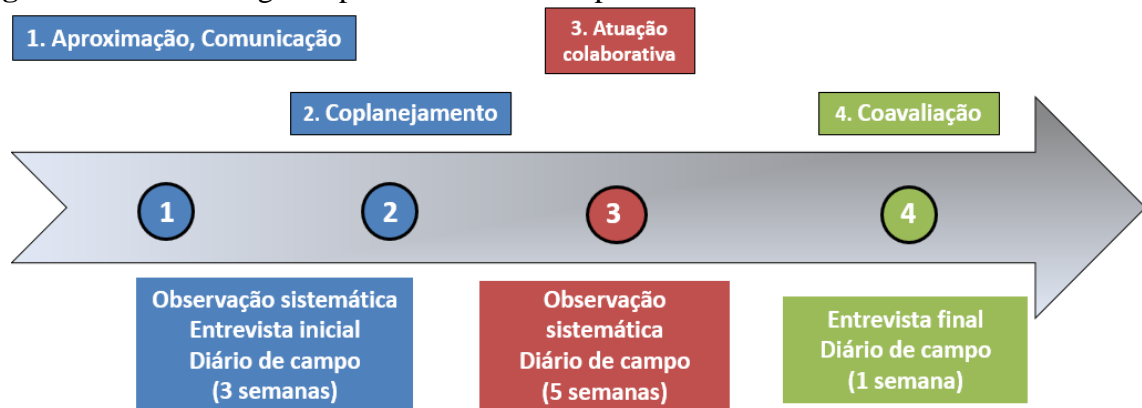 1. Aproximação, Comunicação
3. Atuação
colaborativa
2. Coplanejamento
4. Coavaliação
1
2
3
4
Observação sistemática
Entrevista inicial
Diário de campo
(3 semanas)
Observação
sistemática
Diário de campo
(5 semanas)
Entrevista final
Diário de campo
(1 semana)